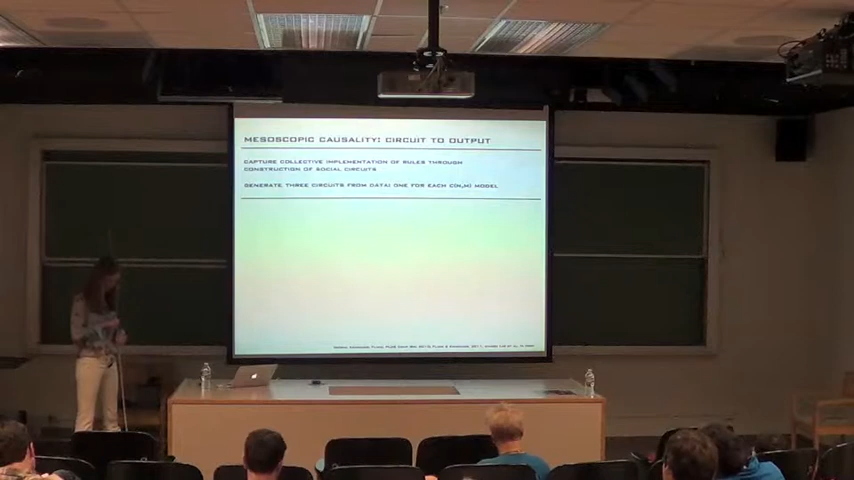 MESOSCOPIC CAUSALITY: CIRCUIT TO OUTPUT
CAPTURE COLLECTIVE IMPLEMENTATION OF RULES THROUGH
CONSTRUCTION OF SOCIAL CIRCUITS
GENERATE THREE CIRCUITS FROM DATA: ONE FOR EACH C(N,M) MODEL